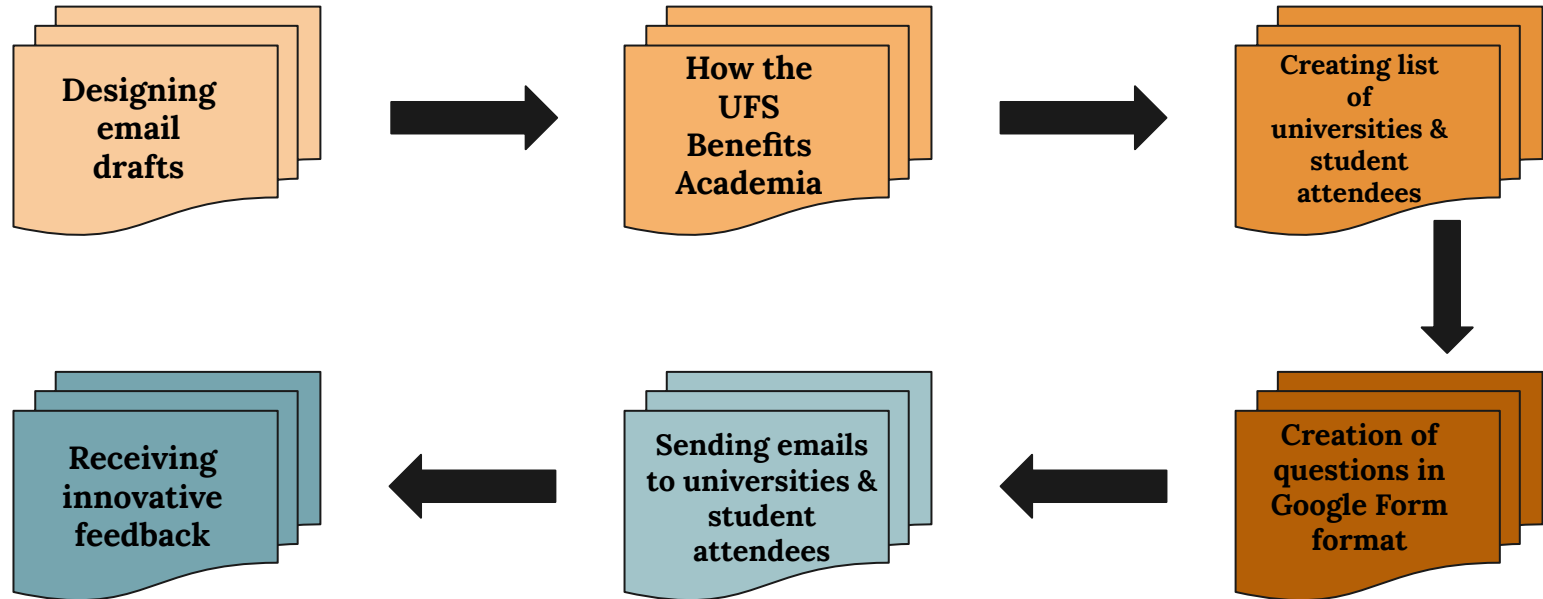 Designing
email
drafts
How the
UFS
Benefits
Academia
Creating list
of
universities &
student
attendees
Creation of
questions in
Google Form
format
Sending emails
to universities &
student
attendees
Receiving
innovative
feedback